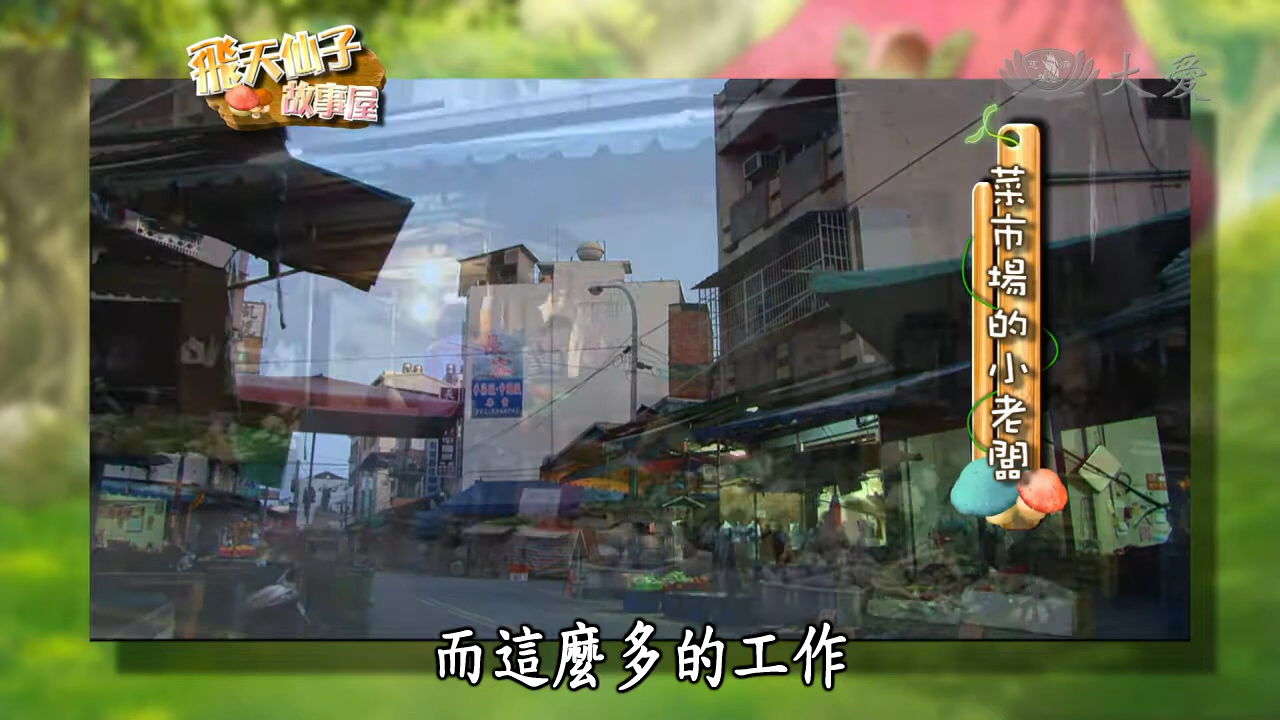 飛天仙子
故事屋
大愛
菜市場的小老闆
而這麼多的工作